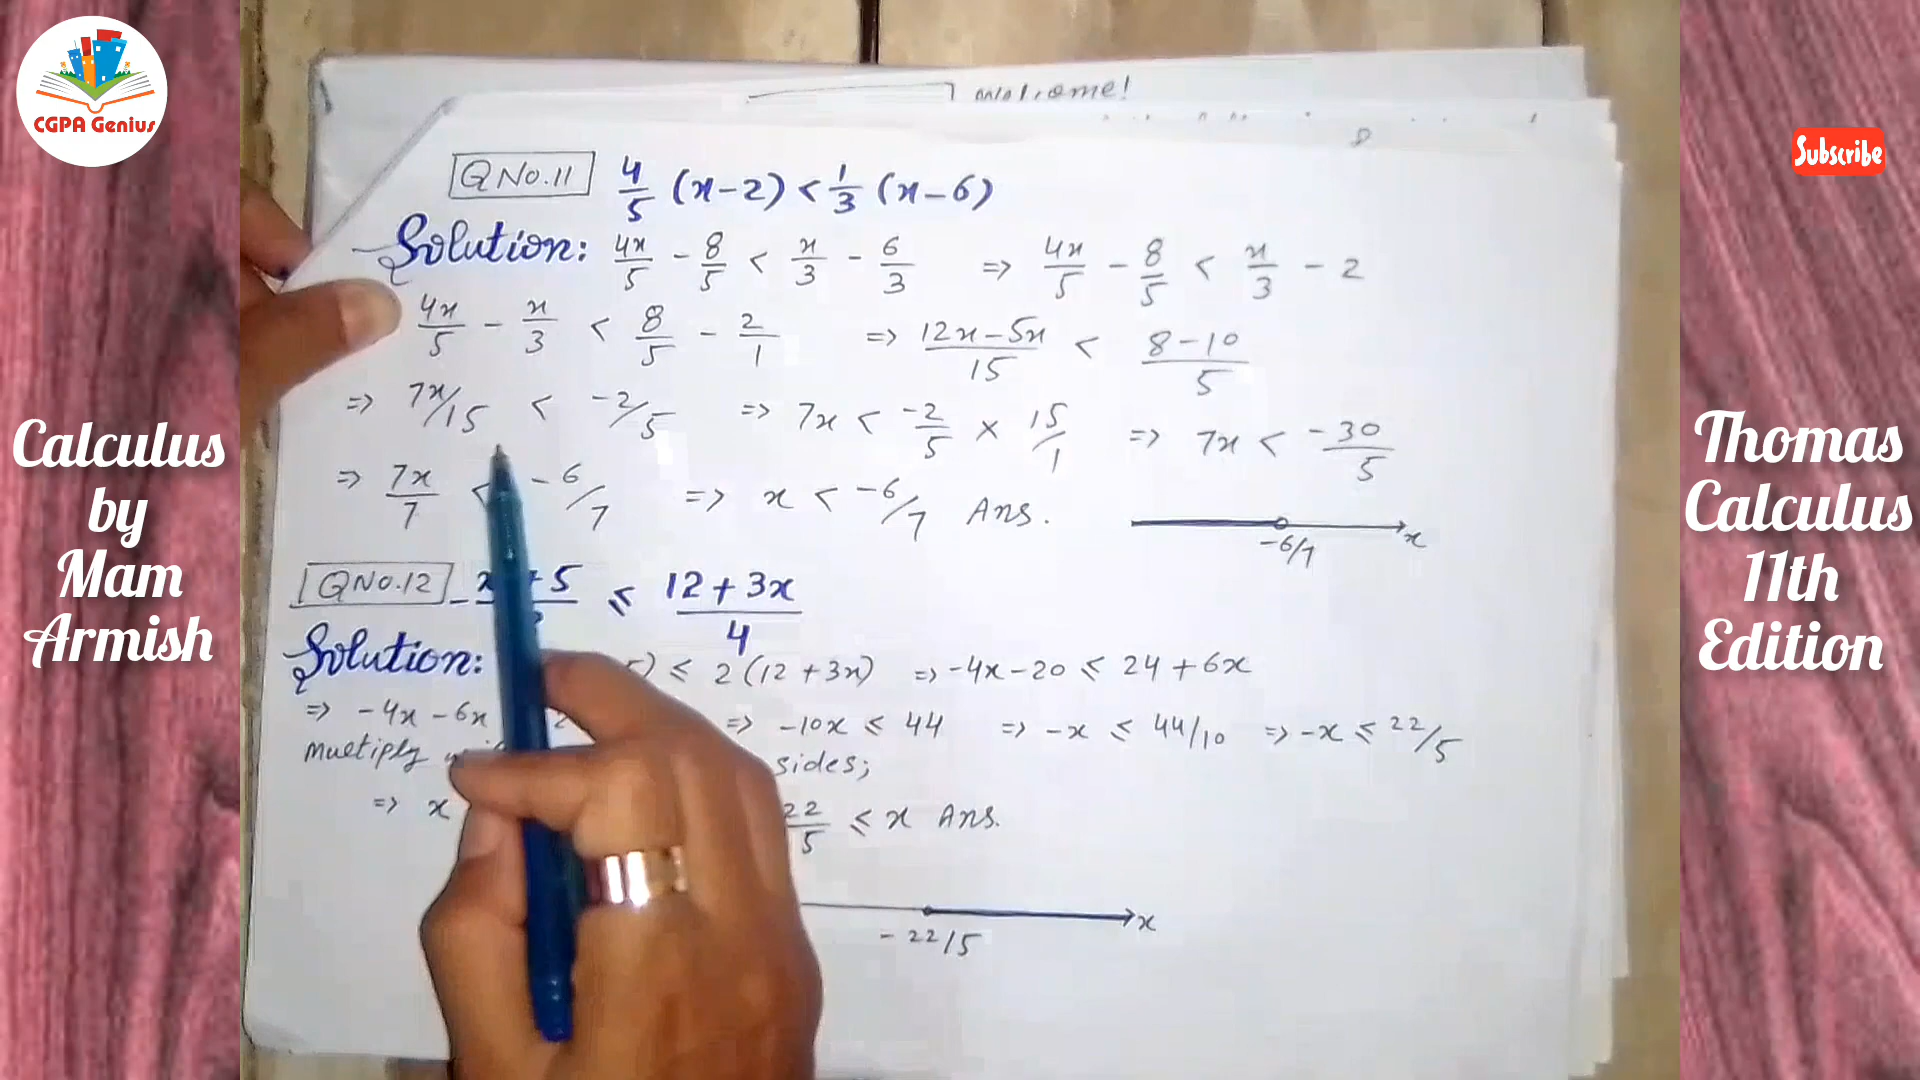 CGPA Genius
Subscribe
Calculus
by
Mam
Armish
Thomas
Calculus
11th
Edition
QNo.11 4/5 (x-2) < 1/3 (x-6)
Solution: 4x/5 - 8/5 < x/3 - 6/3 => 4x/5 - 8/5 < x/3 - 2
4x/5 - x/3 < 8/5 - 2/1 => 12x-5x/15 < 8-10/5
=> 7x/15 < -2/5 => 7x < -2/5 × 15/1 => 7x < -30/5
=> 7x/7 < -6/7 => x < -6/7 Ans.
-6/7 x
QNo.12 + 5 ≤ 12+3x/4
Solution: 5) ≤ 2(12+3x) => -4x-20 ≤ 24+6x
=> -4x-6x => -10x ≤ 44 => -x ≤ 44/10 => -x ≤ 22/5
multiply sides;
=> x 22/5 ≤ x Ans.
-22/5 x